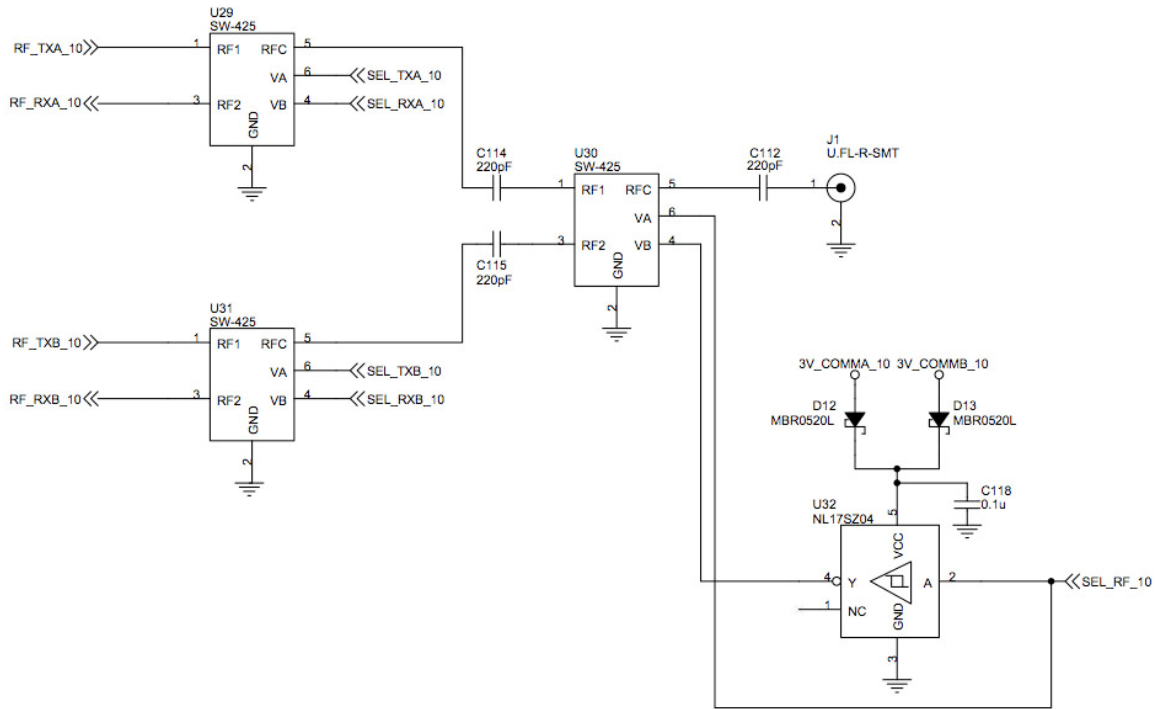 U29
SW-425
RF_TXA_10
1
RF1
RFC
5
VA
6
SEL_TXA_10
RF_RXA_10
3
RF2
VB
4
SEL_RXA_10
GND
2
C114
220pF
U30
SW-425
C112
220pF
J1
U.FL-R-SMT
1
RF1
RFC
5
1
VA
6
3
RF2
VB
4
2
C115
220pF
GND
2
U31
SW-425
RF_TXB_10
1
RF1
RFC
5
VA
6
SEL_TXB_10
RF_RXB_10
3
RF2
VB
4
SEL_RXB_10
GND
2
3V_COMMA_10
3V_COMMB_10
D12
MBR0520L
D13
MBR0520L
C118
0.1u
U32
NL17SZ04
5
VCC
4
Y
A
2
SEL_RF_10
1
NC
GND
3